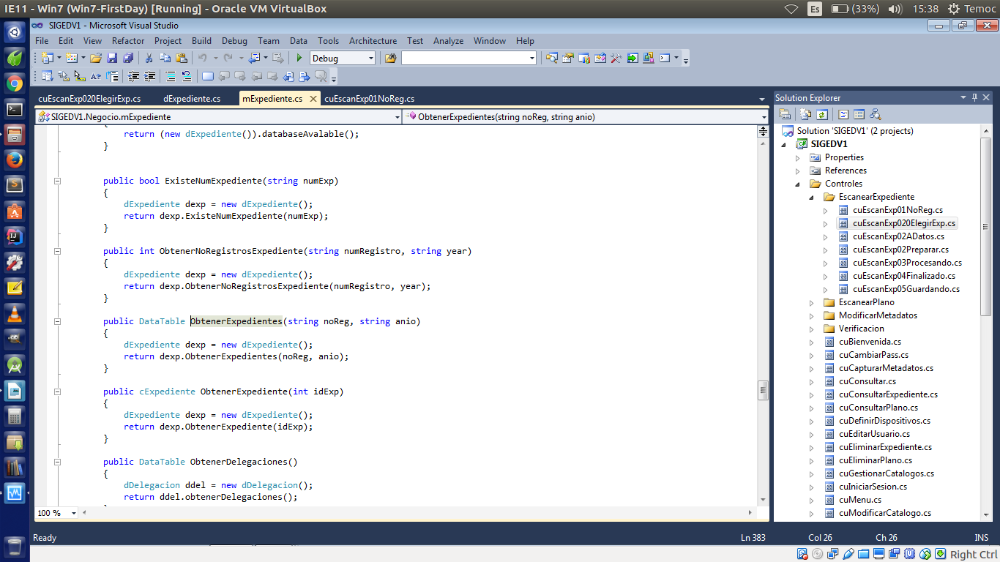 IE11 - Win7 (Win7-FirstDay) [Running] - Oracle VM VirtualBox
Es (33%) 15:38 Temoc
SIGEDV1 - Microsoft Visual Studio
File Edit View Refactor Project Build Debug Team Data Tools Architecture Test Analyze Window Help
Debug
cuEscanExp020ElegirExp.cs dExpediente.cs mExpediente.cs cuEscanExp01NoReg.cs
SIGEDV1.Negocio.mExpediente ObtenerExpedientes(string noReg, string anio)
{
return (new dExpediente()).databaseAvalable();
}
public bool ExisteNumExpediente(string numExp)
{
dExpediente dexp = new dExpediente();
return dexp.ExisteNumExpediente(numExp);
}
public int ObtenerNoRegistrosExpediente(string numRegistro, string year)
{
dExpediente dexp = new dExpediente();
return dexp.ObtenerNoRegistrosExpediente(numRegistro, year);
}
public DataTable ObtenerExpedientes(string noReg, string anio)
{
dExpediente dexp = new dExpediente();
return dexp.ObtenerExpedientes(noReg, anio);
}
public cExpediente ObtenerExpediente(int idExp)
{
dExpediente dexp = new dExpediente();
return dexp.ObtenerExpediente(idExp);
}
public DataTable ObtenerDelegaciones()
{
dDelegacion ddel = new dDelegacion();
return ddel.obtenerDelegaciones();
100 %
Solution Explorer
Solution 'SIGEDV1' (2 projects)
SIGEDV1
Properties
References
Controles
EscanearExpediente
cuEscanExp01NoReg.cs
cuEscanExp020ElegirExp.cs
cuEscanExp02ADatos.cs
cuEscanExp02Preparar.cs
cuEscanExp03Procesando.cs
cuEscanExp04Finalizado.cs
cuEscanExp05Guardando.cs
EscanearPlano
ModificarMetadatos
Verificacion
cuBienvenida.cs
cuCambiarPass.cs
cuCapturarMetadatos.cs
cuConsultar.cs
cuConsultarExpediente.cs
cuConsultarPlano.cs
cuDefinirDispositivos.cs
cuEditarUsuario.cs
cuEliminarExpediente.cs
cuEliminarPlano.cs
cuGestionarCatalogos.cs
cuIniciarSesion.cs
cuMenu.cs
cuModificarCatalogo.cs
Ready Ln 383 Col 26 Ch 26 INS
Right Ctrl